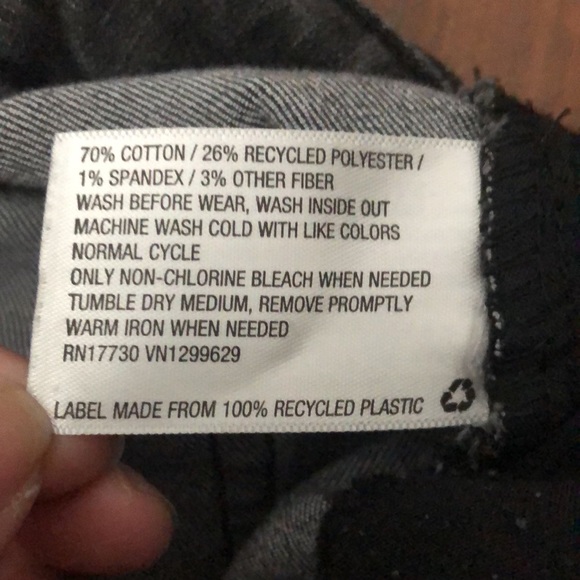 70% COTTON / 26% RECYCLED POLYESTER /
1% SPANDEX / 3% OTHER FIBER
WASH BEFORE WEAR, WASH INSIDE OUT
MACHINE WASH COLD WITH LIKE COLORS
NORMAL CYCLE
ONLY NON-CHLORINE BLEACH WHEN NEEDED
TUMBLE DRY MEDIUM, REMOVE PROMPTLY
WARM IRON WHEN NEEDED
RN17730 VN1299629
LABEL MADE FROM 100% RECYCLED PLASTIC